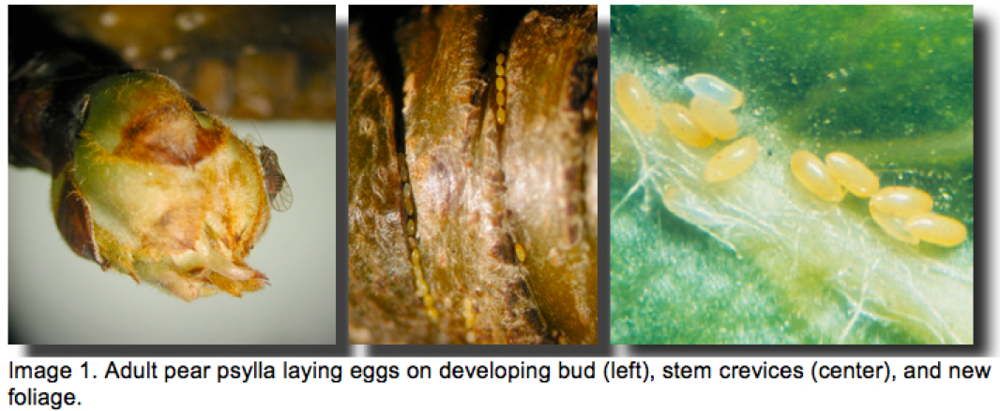 Image 1. Adult pear psylla laying eggs on developing bud (left), stem crevices (center), and new
foliage.